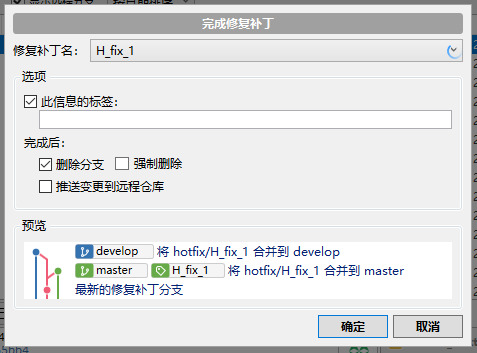 完成修复补丁
修复补丁名： H_fix_1
选项
此信息的标签：
完成后：
删除分支 强制删除
推送变更到远程仓库
预览
develop 将 hotfix/H_fix_1 合并到 develop
master H_fix_1 将 hotfix/H_fix_1 合并到 master
最新的修复补丁分支
确定 取消